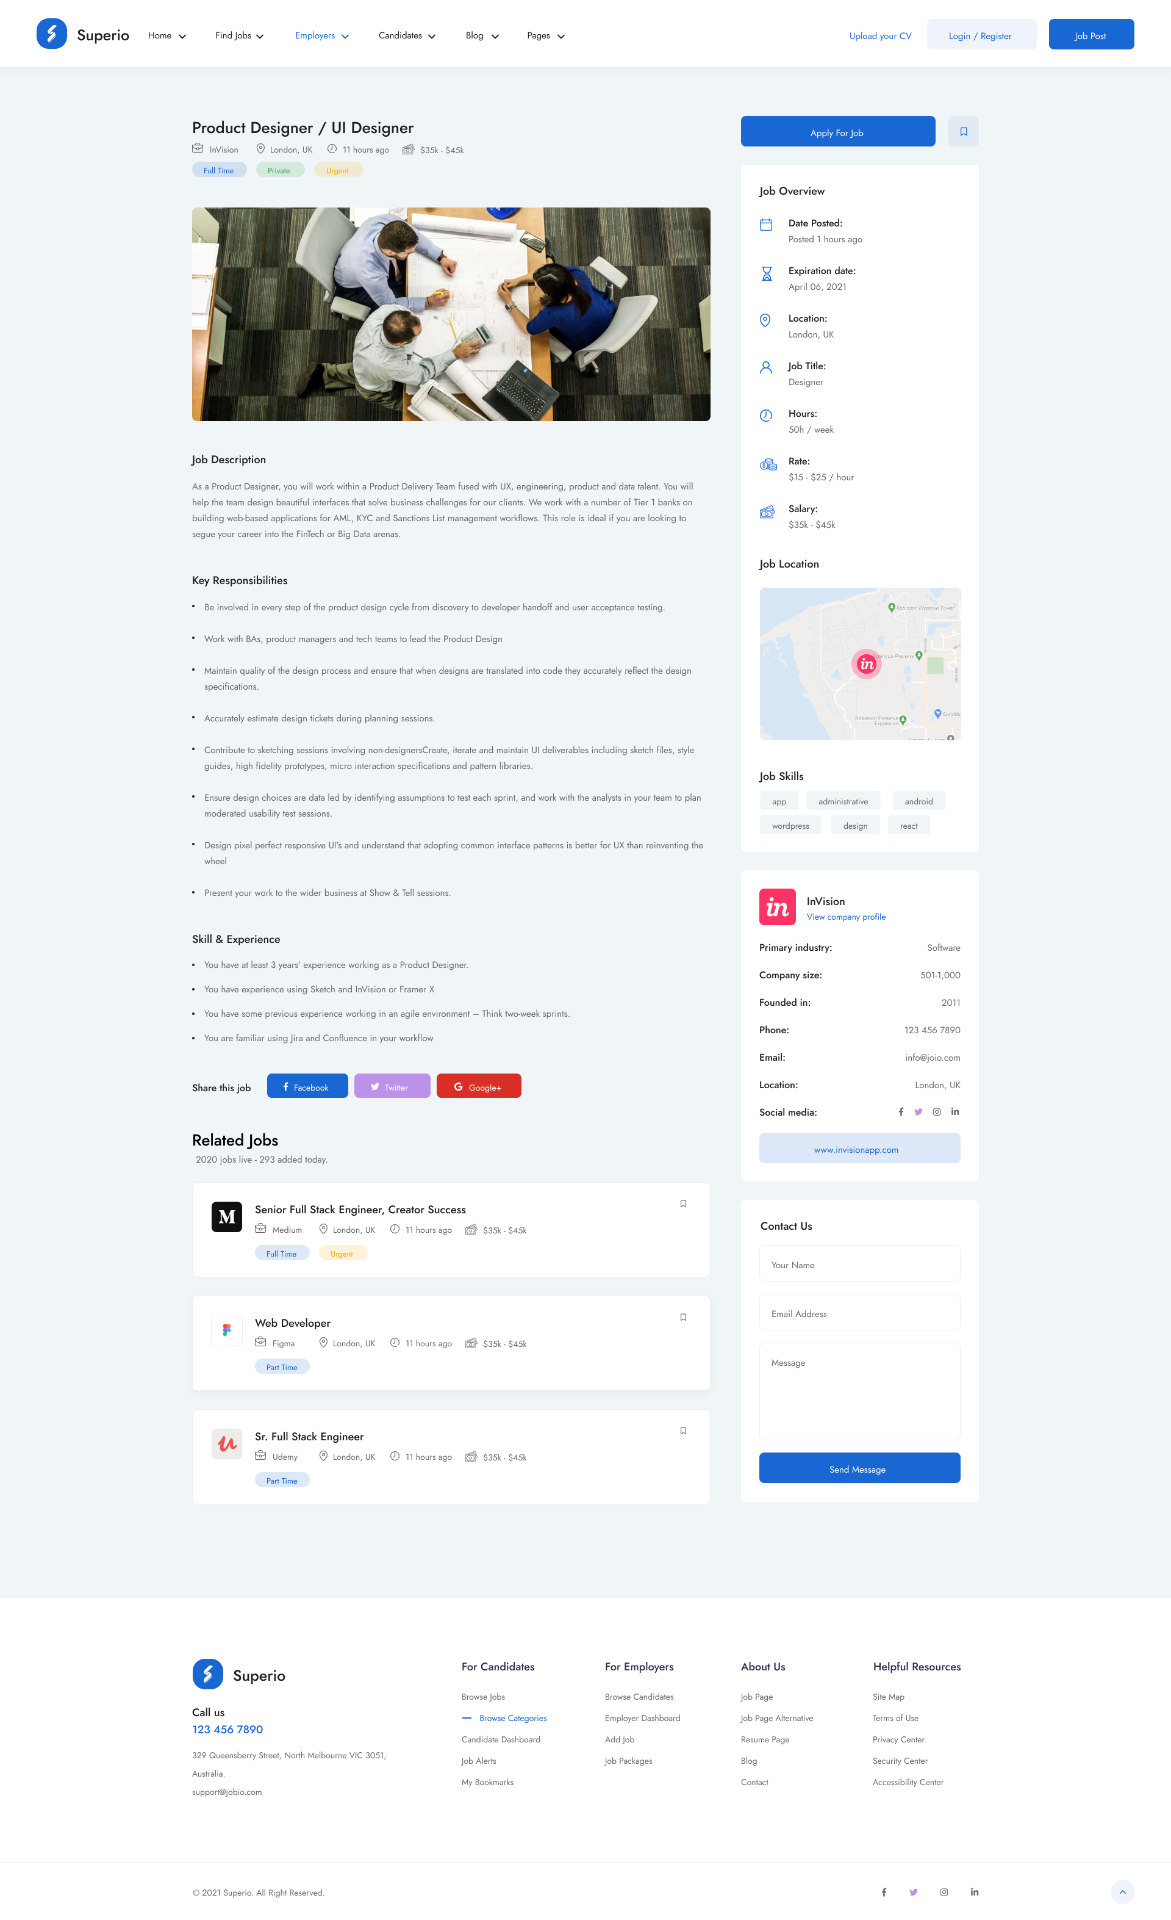 Superio
Home
Find Jobs
Employers
Candidates
Blog
Pages
Upload your CV
Login / Register
Job Post
Product Designer / UI Designer
InVision
London, UK
11 hours ago
$35k - $45k
Full Time
Private
Urgent
Job Description
As a Product Designer, you will work within a Product Delivery Team fused with UX, engineering, product and data talent. You will
help the team design beautiful interfaces that solve business challenges for our clients. We work with a number of Tier 1 banks on
building web-based applications for AML, KYC and Sanctions List management workflows. This role is ideal if you are looking to
segue your career into the FinTech or Big Data arenas.
Key Responsibilities
• Be involved in every step of the product design cycle from discovery to developer handoff and user acceptance testing.
• Work with BAs, product managers and tech teams to lead the Product Design
• Maintain quality of the design process and ensure that when designs are translated into code they accurately reflect the design
specifications.
• Accurately estimate design tickets during planning sessions.
• Contribute to sketching sessions involving non-designersCreate, iterate and maintain UI deliverables including sketch files, style
guides, high fidelity prototypes, micro interaction specifications and pattern libraries.
• Ensure design choices are data led by identifying assumptions to test each sprint, and work with the analysts in your team to plan
moderated usability test sessions.
• Design pixel perfect responsive UI's and understand that adopting common interface patterns is better for UX than reinventing the
wheel
• Present your work to the wider business at Show & Tell sessions.
Skill & Experience
• You have at least 3 years' experience working as a Product Designer.
• You have experience using Sketch and InVision or Framer X
• You have some previous experience working in an agile environment – Think two-week sprints.
• You are familiar using Jira and Confluence in your workflow
Share this job
Facebook
Twitter
Google+
Related Jobs
2020 jobs live - 293 added today.
M
Senior Full Stack Engineer, Creator Success
Medium
London, UK
11 hours ago
$35k - $45k
Full Time
Urgent
Web Developer
Figma
London, UK
11 hours ago
$35k - $45k
Part Time
Sr. Full Stack Engineer
Udemy
London, UK
11 hours ago
$35k - $45k
Part Time
Apply For Job
Job Overview
Date Posted:
Posted 1 hours ago
Expiration date:
April 06, 2021
Location:
London, UK
Job Title:
Designer
Hours:
50h / week
Rate:
$15 - $25 / hour
Salary:
$35k - $45k
Job Location
Robinson Preserve Tower
in
Robinson Preserve
Expansion
Job Skills
app
administrative
android
wordpress
design
react
in
InVision
View company profile
Primary industry:
Software
Company size:
501-1,000
Founded in:
2011
Phone:
123 456 7890
Email:
info@joio.com
Location:
London, UK
Social media:
www.invisionapp.com
Contact Us
Your Name
Email Address
Message
Send Message
Superio
Call us
123 456 7890
329 Queensberry Street, North Melbourne VIC 3051,
Australia.
support@jobio.com
For Candidates
Browse Jobs
Browse Categories
Candidate Dashboard
Job Alerts
My Bookmarks
For Employers
Browse Candidates
Employer Dashboard
Add Job
Job Packages
About Us
Job Page
Job Page Alternative
Resume Page
Blog
Contact
Helpful Resources
Site Map
Terms of Use
Privacy Center
Security Center
Accessibility Center
© 2021 Superio. All Right Reserved.